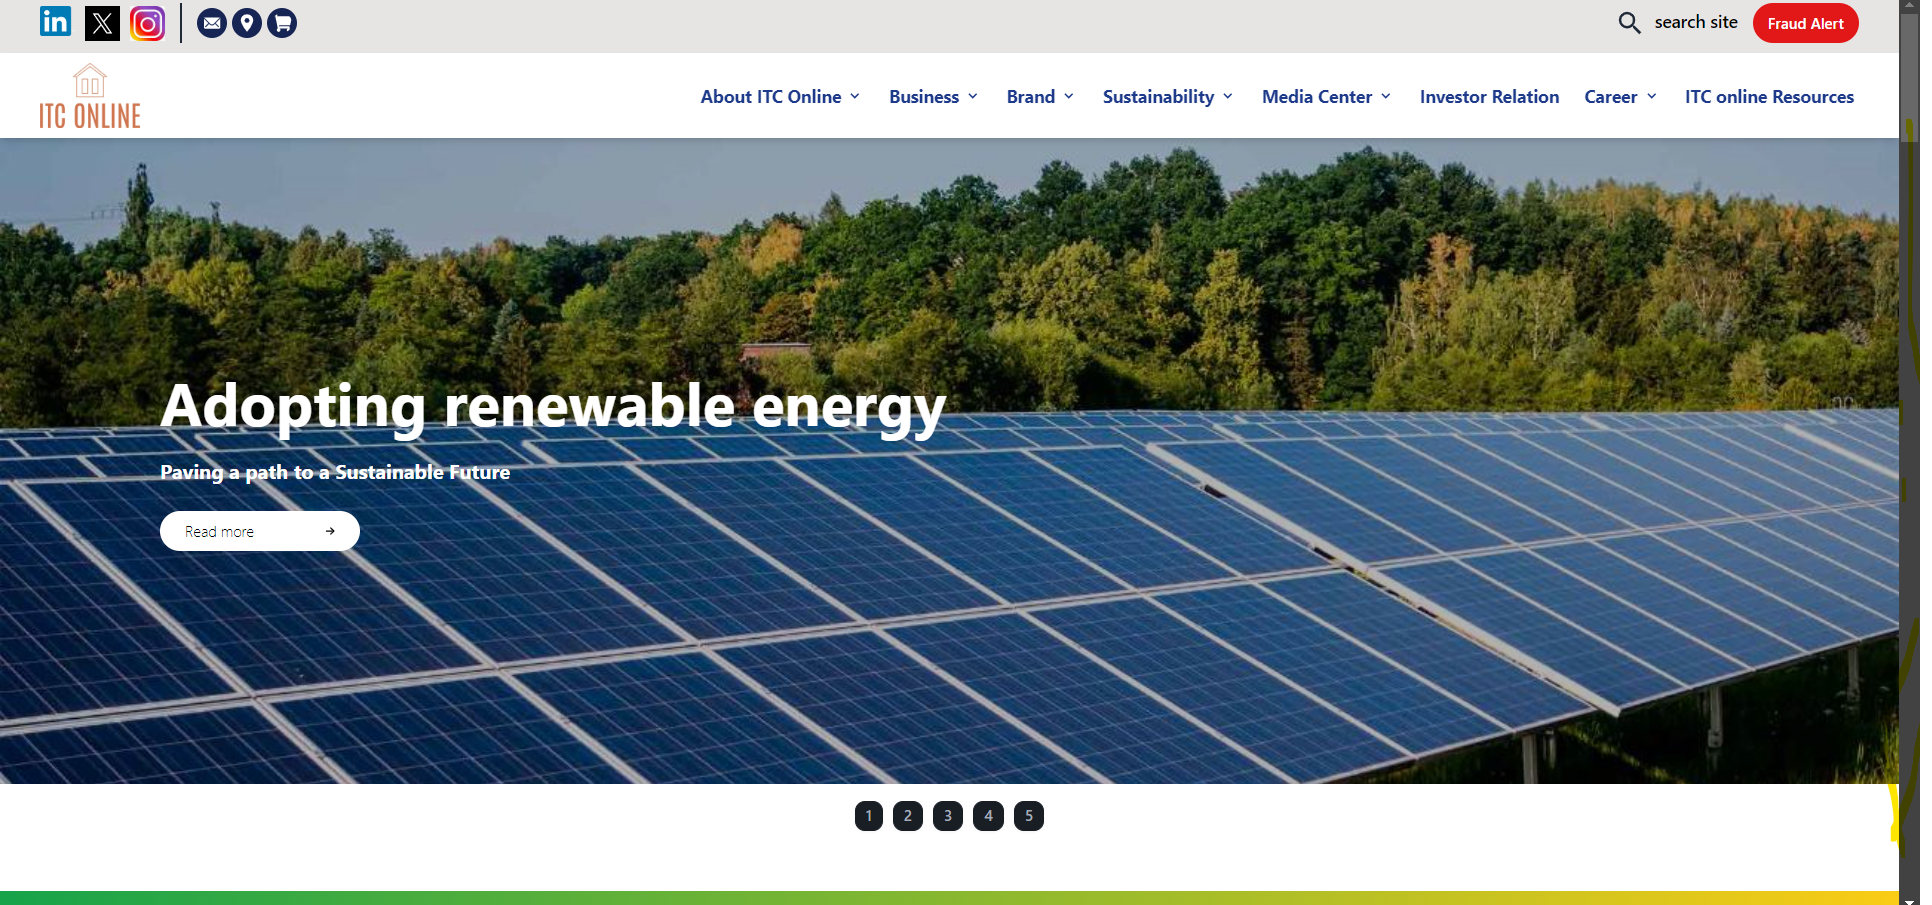 in X search site Fraud Alert
ITC ONLINE
About ITC Online Business Brand Sustainability Media Center Investor Relation Career ITC online Resources
Adopting renewable energy
Paving a path to a Sustainable Future
Read more →
1 2 3 4 5